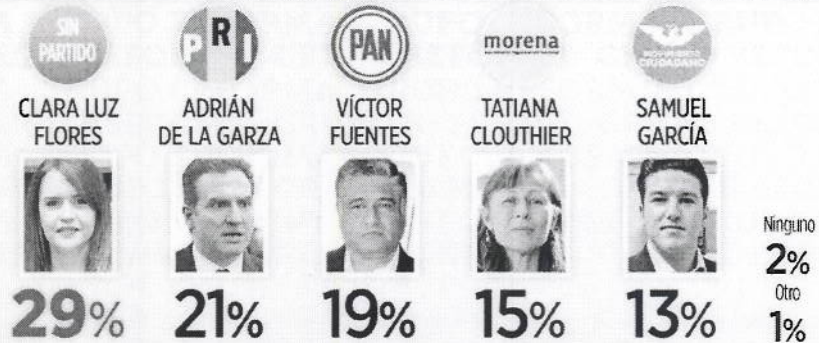 SIN
PARTIDO
PRI
PAN
morena
MOVIMIENTO
CIUDADANO
CLARA LUZ
FLORES
ADRIÁN
DE LA GARZA
VÍCTOR
FUENTES
TATIANA
CLOUTHIER
SAMUEL
GARCÍA
29%
21%
19%
15%
13%
Ninguno
2%
Otro
1%